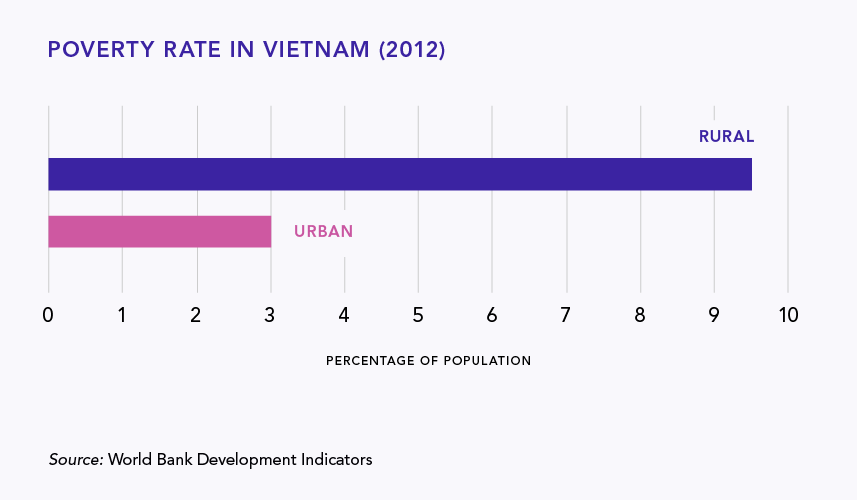 POVERTY RATE IN VIETNAM (2012)
RURAL
URBAN
0 1 2 3 4 5 6 7 8 9 10
PERCENTAGE OF POPULATION
Source: World Bank Development Indicators